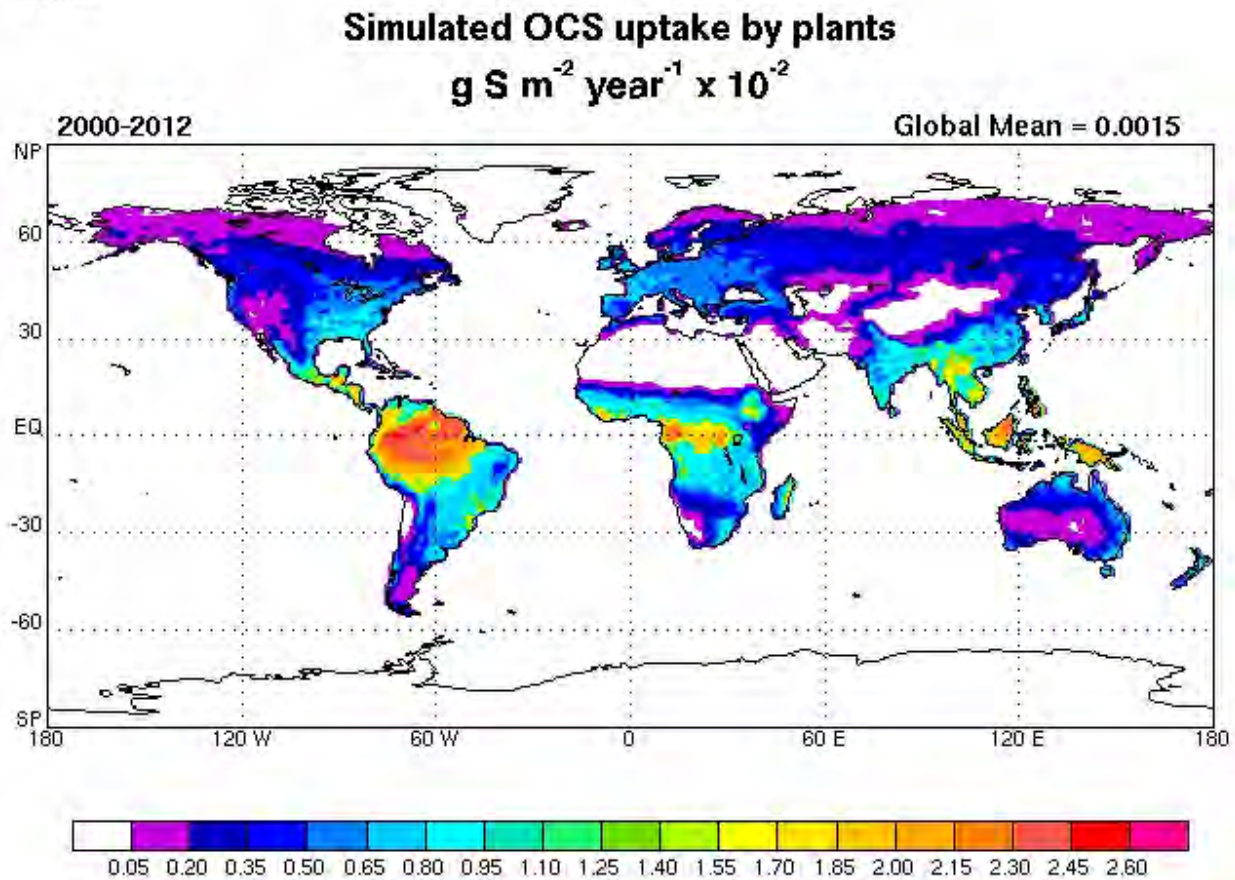 Simulated OCS uptake by plants
g S m⁻² year⁻¹ x 10⁻²
2000-2012 Global Mean = 0.0015
NP
60
30
EQ
-30
-60
SP
180 120 W 60 W 0 60 E 120 E 180
0.05 0.20 0.35 0.50 0.65 0.80 0.95 1.10 1.25 1.40 1.55 1.70 1.85 2.00 2.15 2.30 2.45 2.60